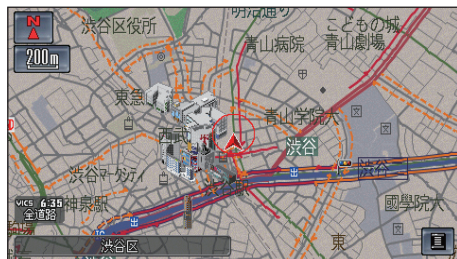 N
200m
渋谷区役所
明治通り
こどもの城
青山劇場
青山病院
東急
青山学院大
西武
渋谷
渋谷
渋谷マークシティ
神泉駅
VICS 6:35
全道路
國學院大
東
渋谷区